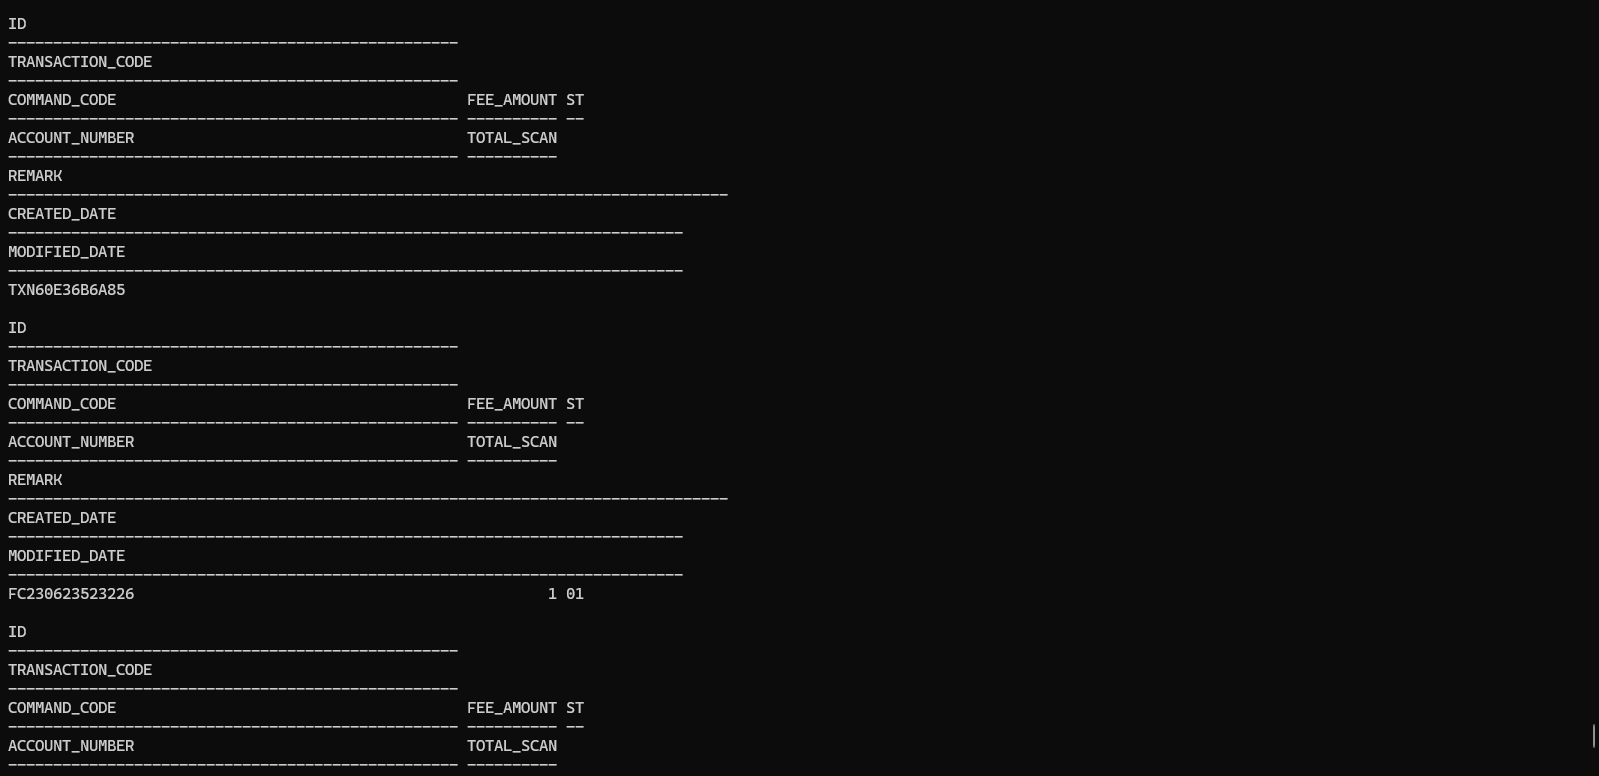 ID
--------------------------------------------------
TRANSACTION_CODE
--------------------------------------------------
COMMAND_CODE                                       FEE_AMOUNT ST
-------------------------------------------------- ---------- --
ACCOUNT_NUMBER                                     TOTAL_SCAN
-------------------------------------------------- ----------
REMARK
--------------------------------------------------------------------------------
CREATED_DATE
---------------------------------------------------------------------------
MODIFIED_DATE
---------------------------------------------------------------------------
TXN60E36B6A85

ID
--------------------------------------------------
TRANSACTION_CODE
--------------------------------------------------
COMMAND_CODE                                       FEE_AMOUNT ST
-------------------------------------------------- ---------- --
ACCOUNT_NUMBER                                     TOTAL_SCAN
-------------------------------------------------- ----------
REMARK
--------------------------------------------------------------------------------
CREATED_DATE
---------------------------------------------------------------------------
MODIFIED_DATE
---------------------------------------------------------------------------
FC230623523226                                              1 01

ID
--------------------------------------------------
TRANSACTION_CODE
--------------------------------------------------
COMMAND_CODE                                       FEE_AMOUNT ST
-------------------------------------------------- ---------- --
ACCOUNT_NUMBER                                     TOTAL_SCAN
-------------------------------------------------- ----------